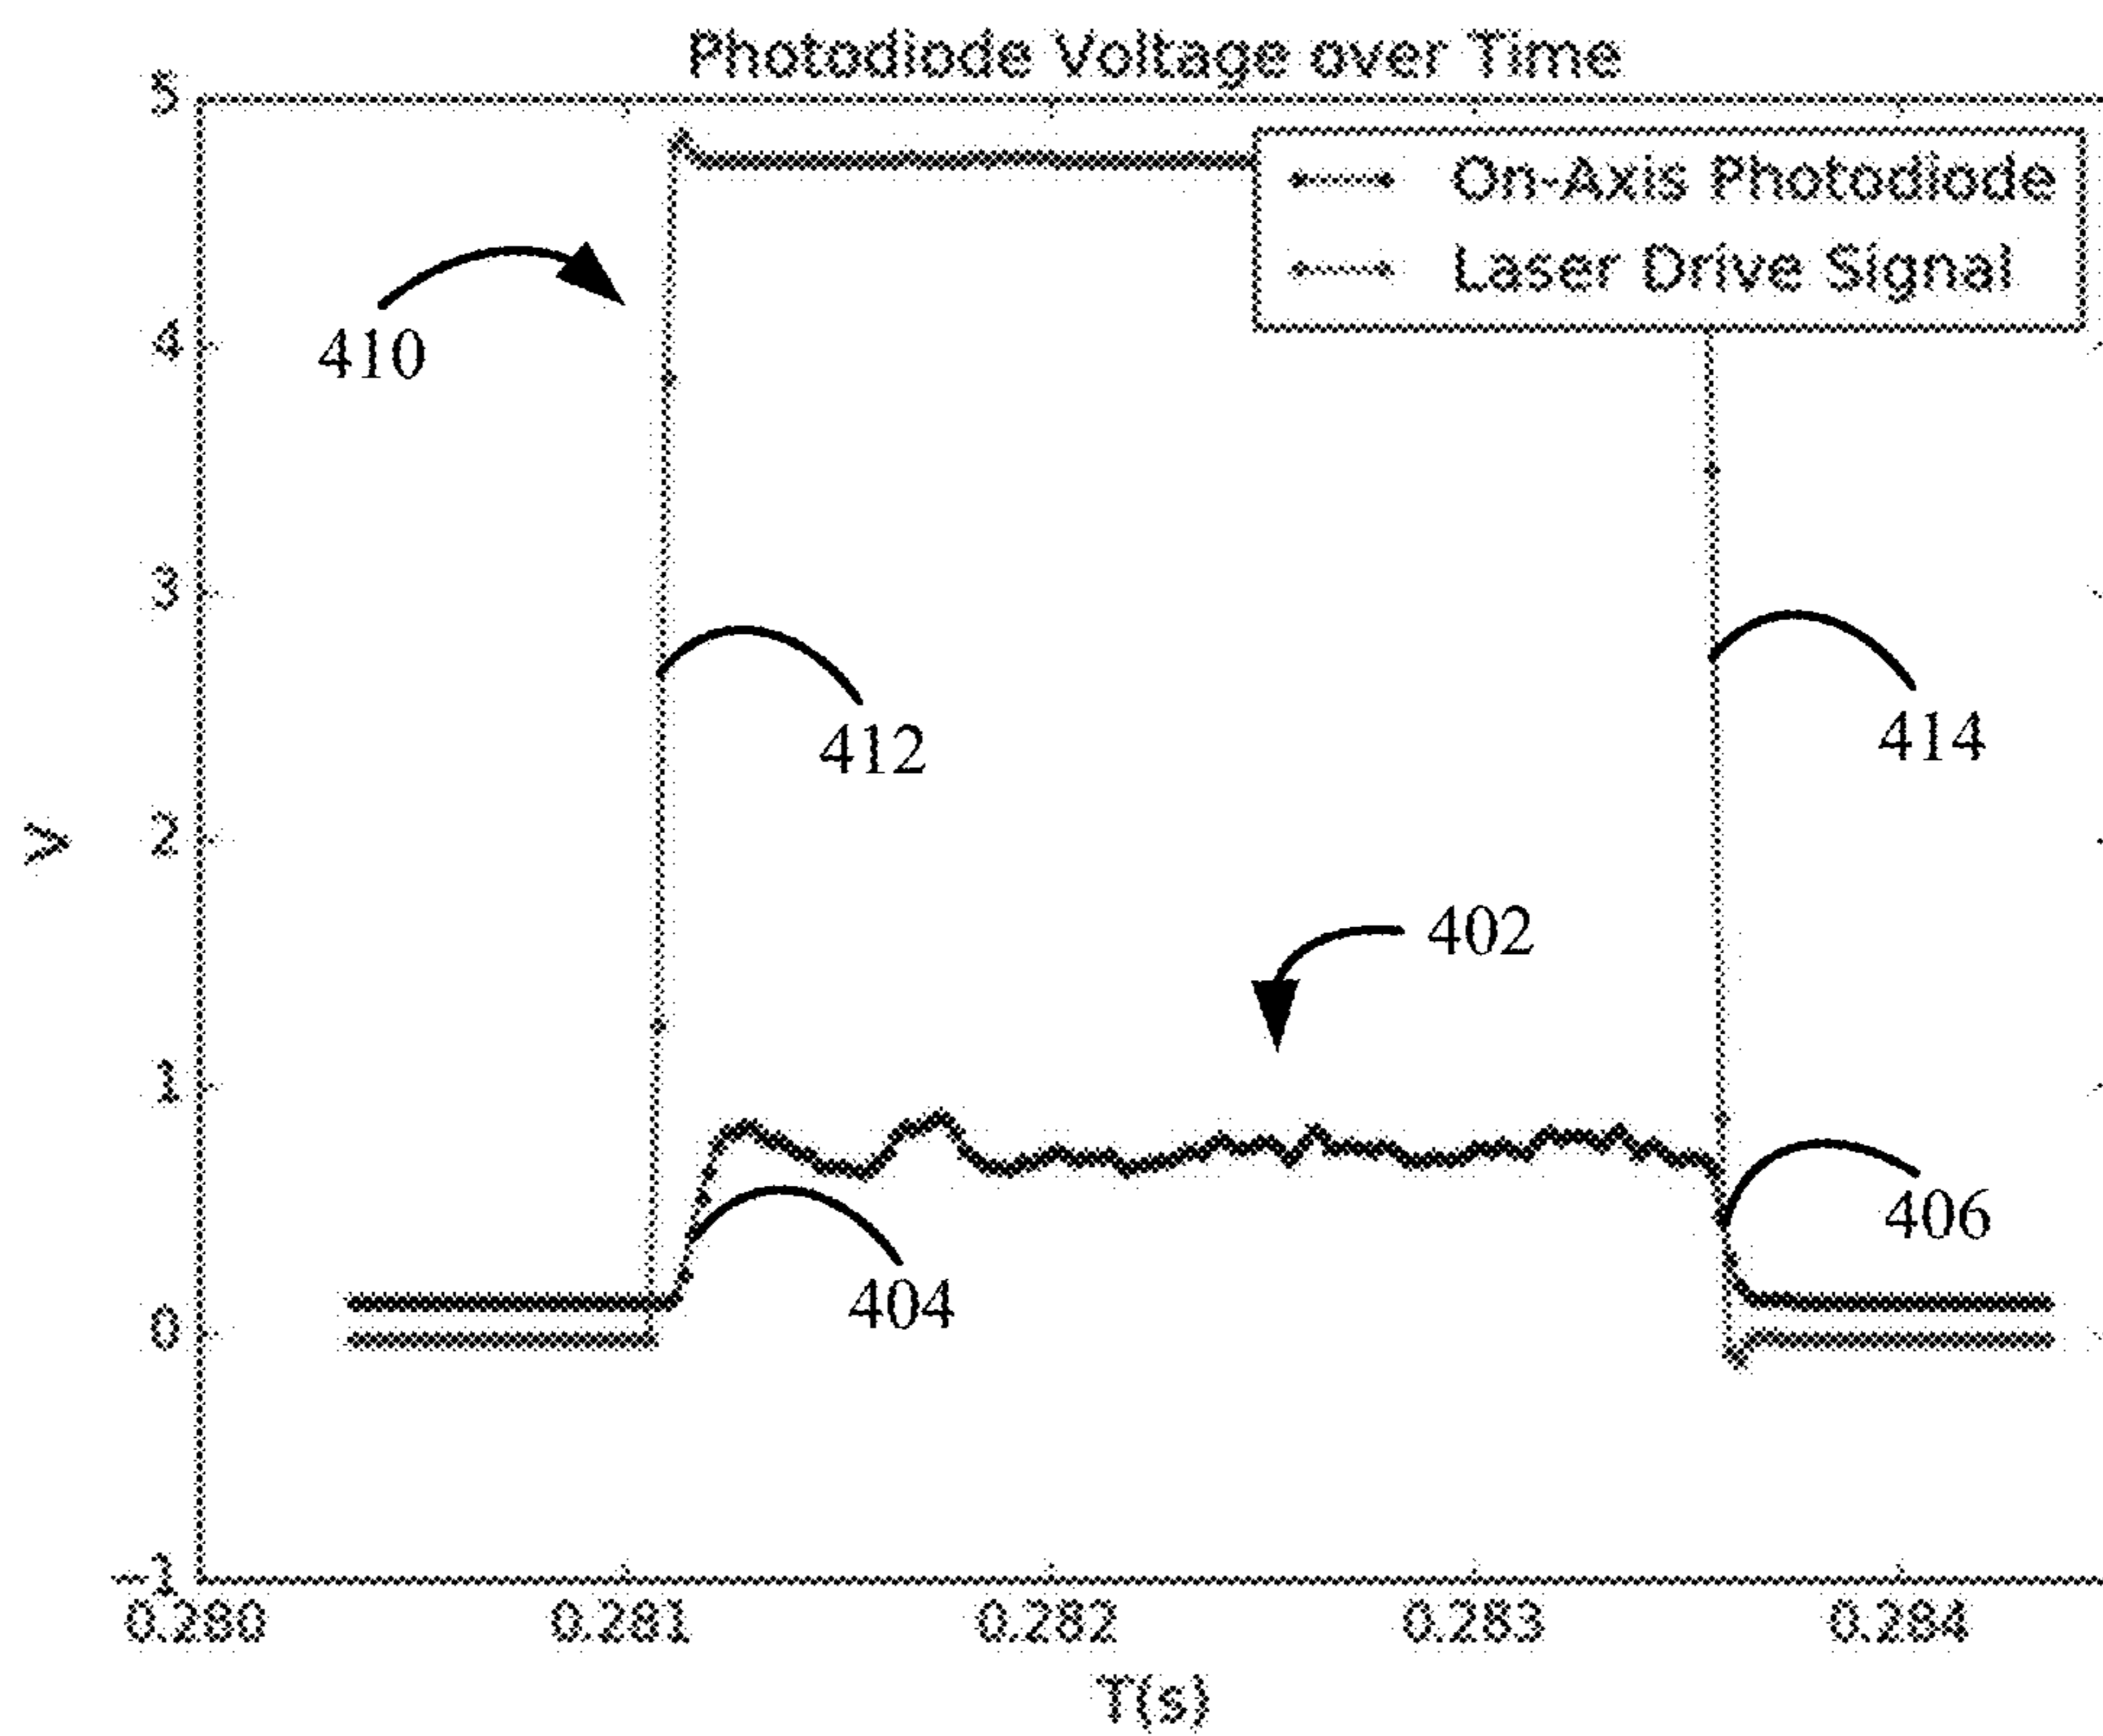 Photodiode Voltage over Time
5
On-Axis Photodiode
Laser Drive Signal
410
4
3
412
414
V
2
402
1
406
404
0
-1
0.280 0.281 0.282 0.283 0.284
T(s)